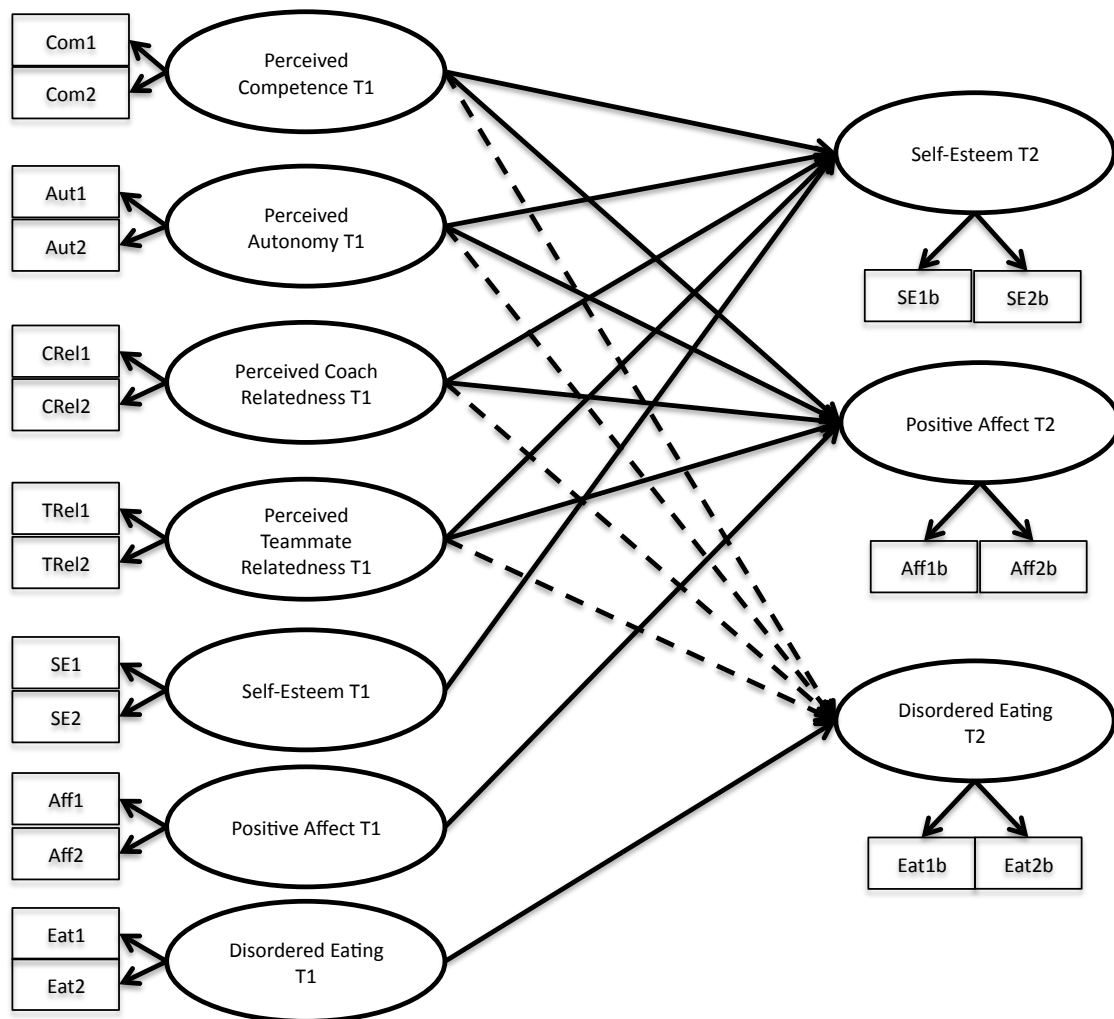 Com1
Com2
Perceived
Competence T1
Aut1
Aut2
Perceived
Autonomy T1
CRel1
CRel2
Perceived Coach
Relatedness T1
TRel1
TRel2
Perceived
Teammate
Relatedness T1
SE1
SE2
Self-Esteem T1
Aff1
Aff2
Positive Affect T1
Eat1
Eat2
Disordered Eating
T1
Self-Esteem T2
SE1b
SE2b
Positive Affect T2
Aff1b
Aff2b
Disordered Eating
T2
Eat1b
Eat2b